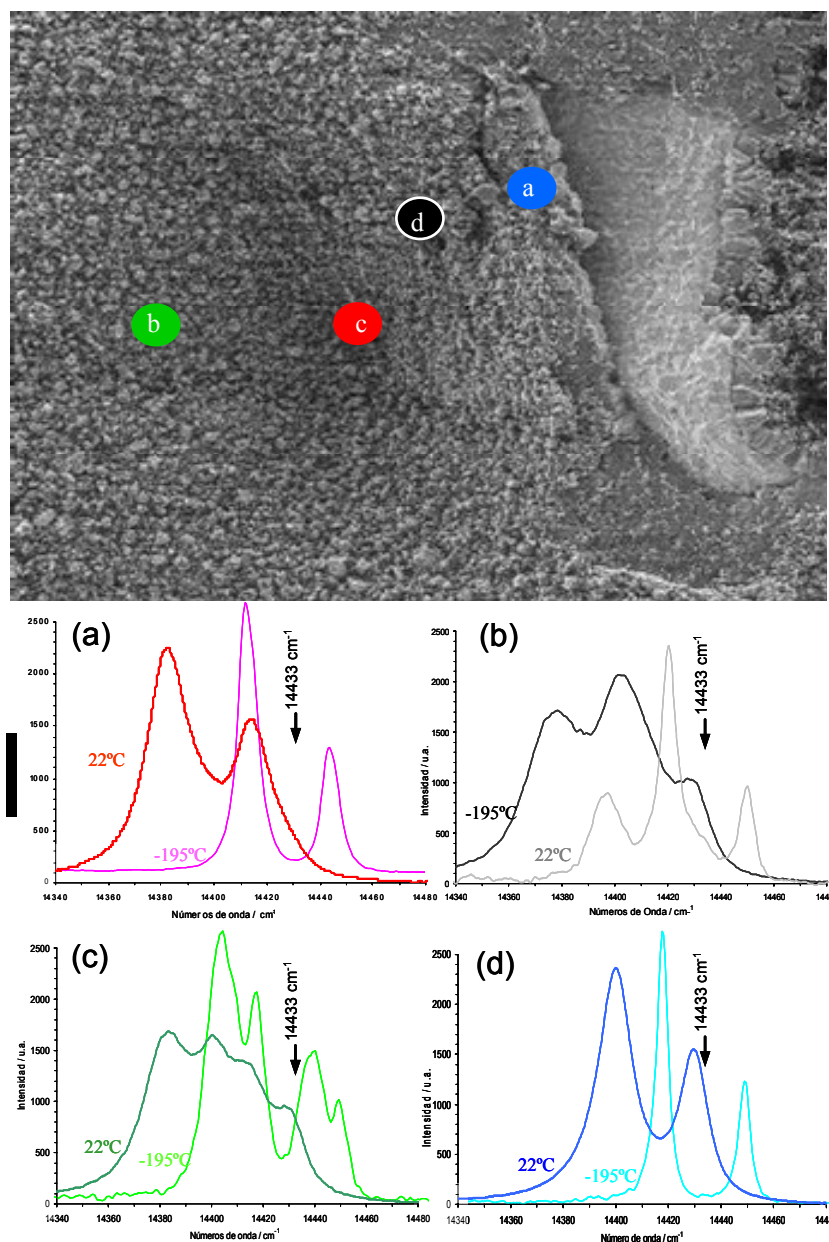 a
d
b
c
(a)
14433 cm-1
22ºC
-195ºC
2500
2000
1500
1000
500
0
14340 14360 14380 14400 14420 14440 14460 14480
Números de onda / cm-1
(b)
14433 cm-1
-195ºC
22ºC
Intensidad / u.a.
2500
2000
1500
1000
500
0
14340 14360 14380 14400 14420 14440 14460
Números de Onda / cm-1
(c)
14433 cm-1
22ºC
-195ºC
Intensidad / u.a.
2500
2000
1500
1000
500
0
14340 14360 14380 14400 14420 14440 14460 14480
Números de onda / cm-1
(d)
14433 cm-1
22ºC
-195ºC
Intensidad / u.a.
2500
2000
1500
1000
500
0
14340 14360 14380 14400 14420 14440 14460
Número de onda / cm-1